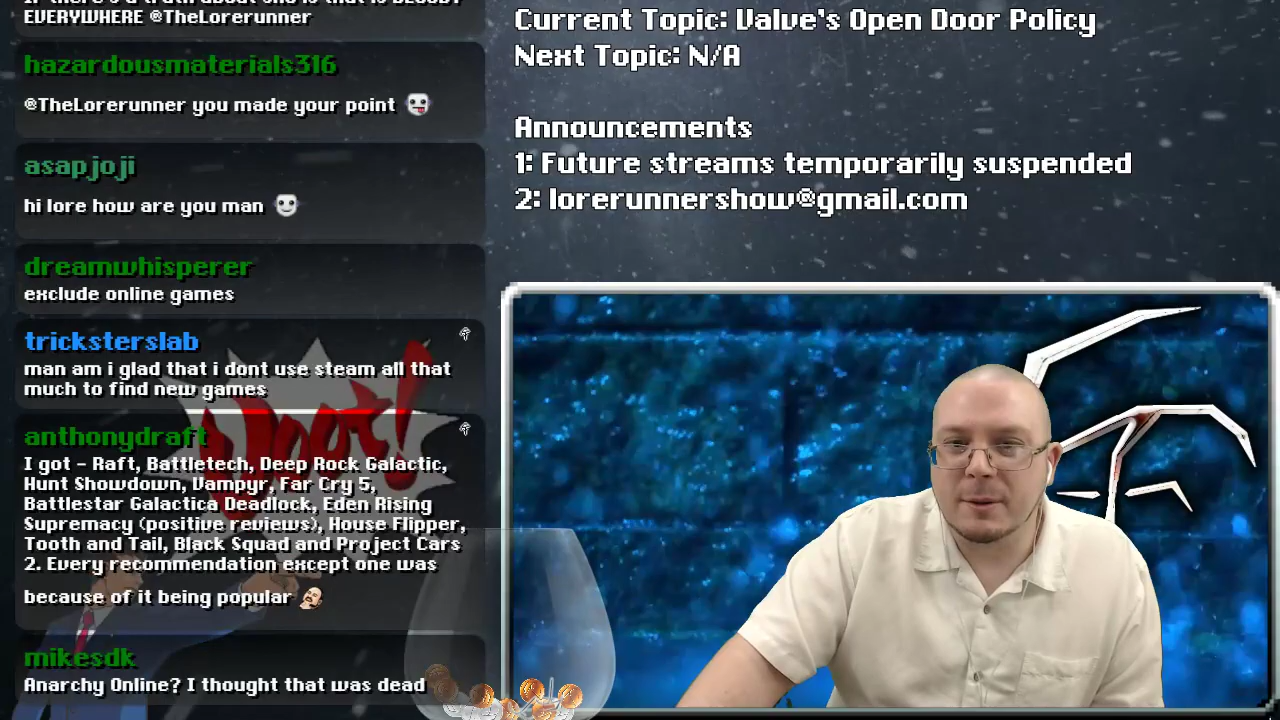 EVERYWHERE @TheLorerunner
hazardousmaterials316
@TheLorerunner you made your point
asapjoji
hi lore how are you man
dreamwhisperer
exclude online games
tricksterslab
man am i glad that i dont use steam all that
much to find new games
anthonydraft
I got - Raft, Battletech, Deep Rock Galactic,
Hunt Showdown, Vampyr, Far Cry 5,
Battlestar Galactica Deadlock, Eden Rising
Supremacy (positive reviews), House Flipper,
Tooth and Tail, Black Squad and Project Cars
2. Every recommendation except one was
because of it being popular
mikesdk
Anarchy Online? I thought that was dead
Current Topic: Valve's Open Door Policy
Next Topic: N/A
Announcements
1: Future streams temporarily suspended
2: lorerunnershow@gmail.com